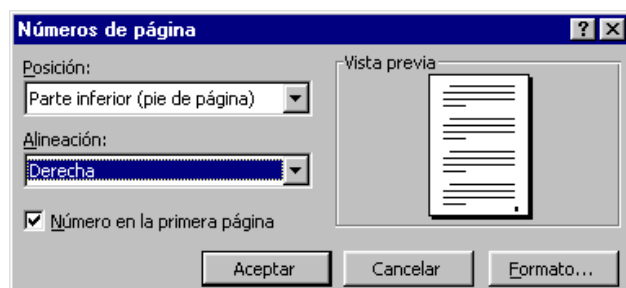 Números de página
Posición:
Parte inferior (pie de página)
Alineación:
Derecha
Número en la primera página
Vista previa
Aceptar
Cancelar
Formato...